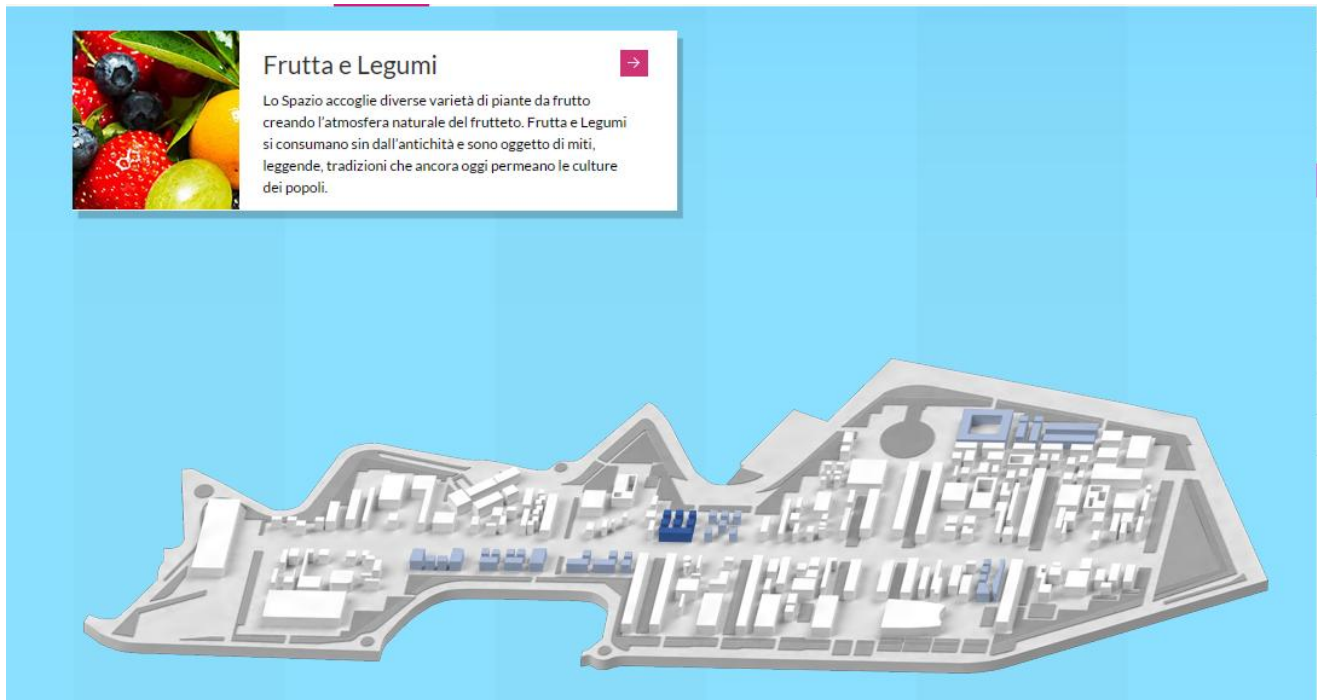 Frutta e Legumi
Lo Spazio accoglie diverse varietà di piante da frutto
creando l'atmosfera naturale del frutteto. Frutta e Legumi
si consumano sin dall'antichità e sono oggetto di miti,
leggende, tradizioni che ancora oggi permeano le culture
dei popoli.